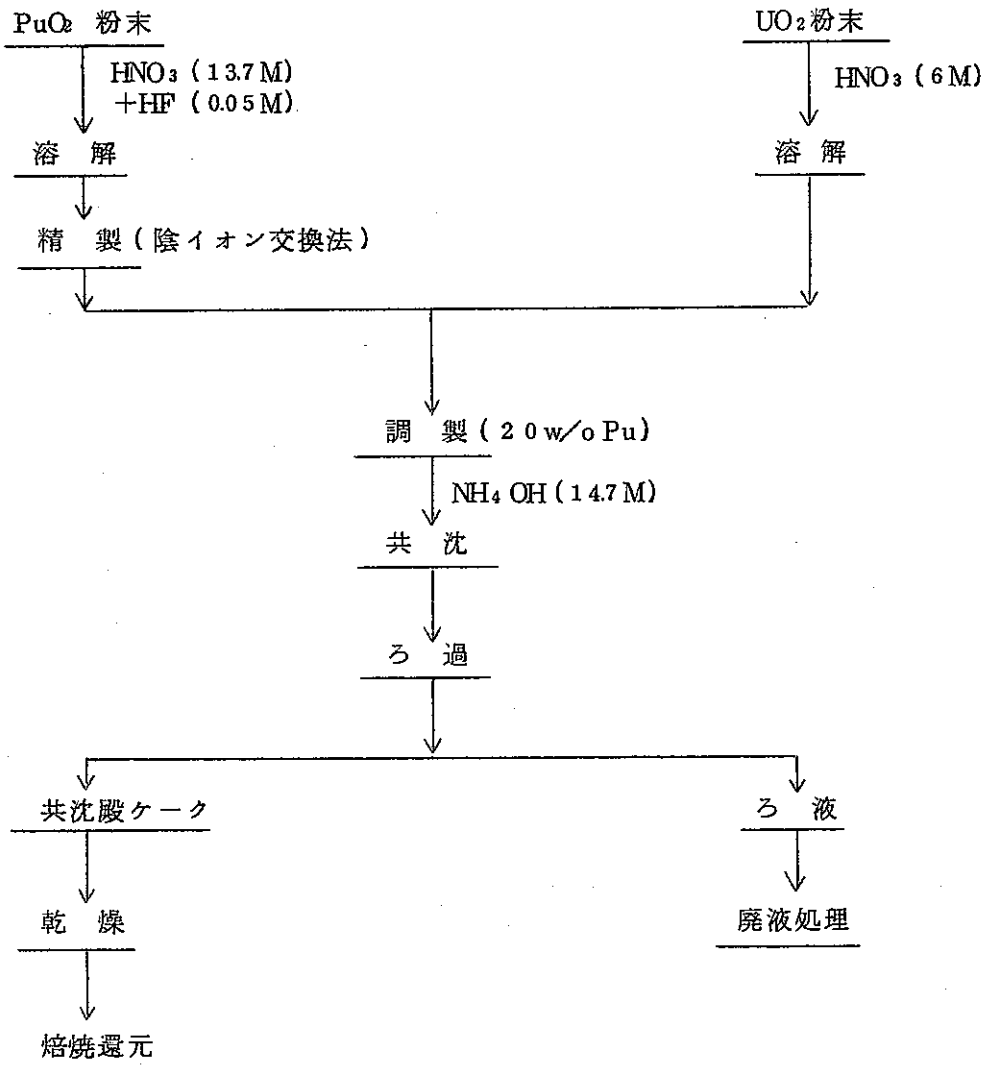 PuO₂ 粉末
UO₂粉末
HNO₃ (13.7M)
+HF (0.05M)
HNO₃ (6M)
溶 解
溶 解
精 製 (陰イオン交換法)
調 製 (20w/o Pu)
NH₄ OH (14.7M)
共 沈
ろ 過
共沈殿ケーク
ろ 液
乾 燥
廃液処理
焙焼還元